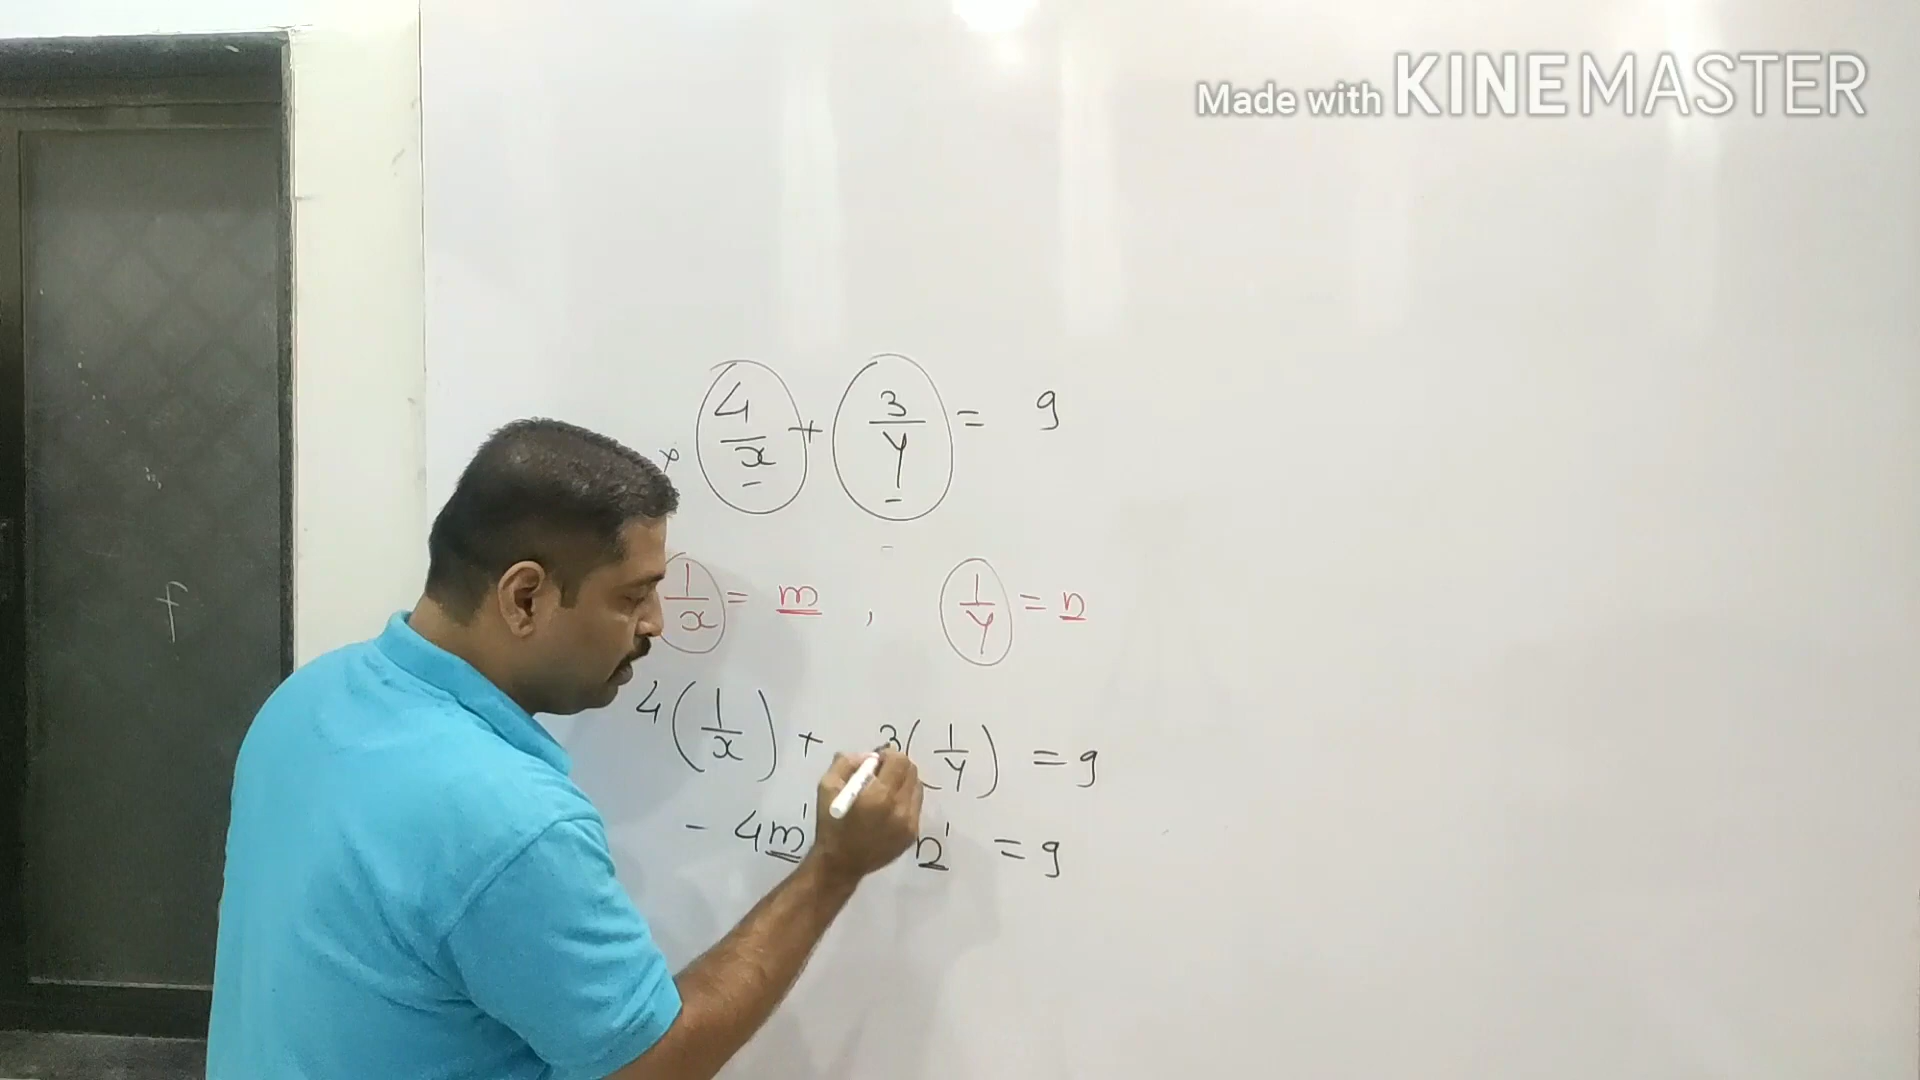 Made with KINEMASTER
4/x + 3/y = 9
1/x = m , 1/y = n
4(1/x) + 3(1/y) = 9
- 4m' n' = 9